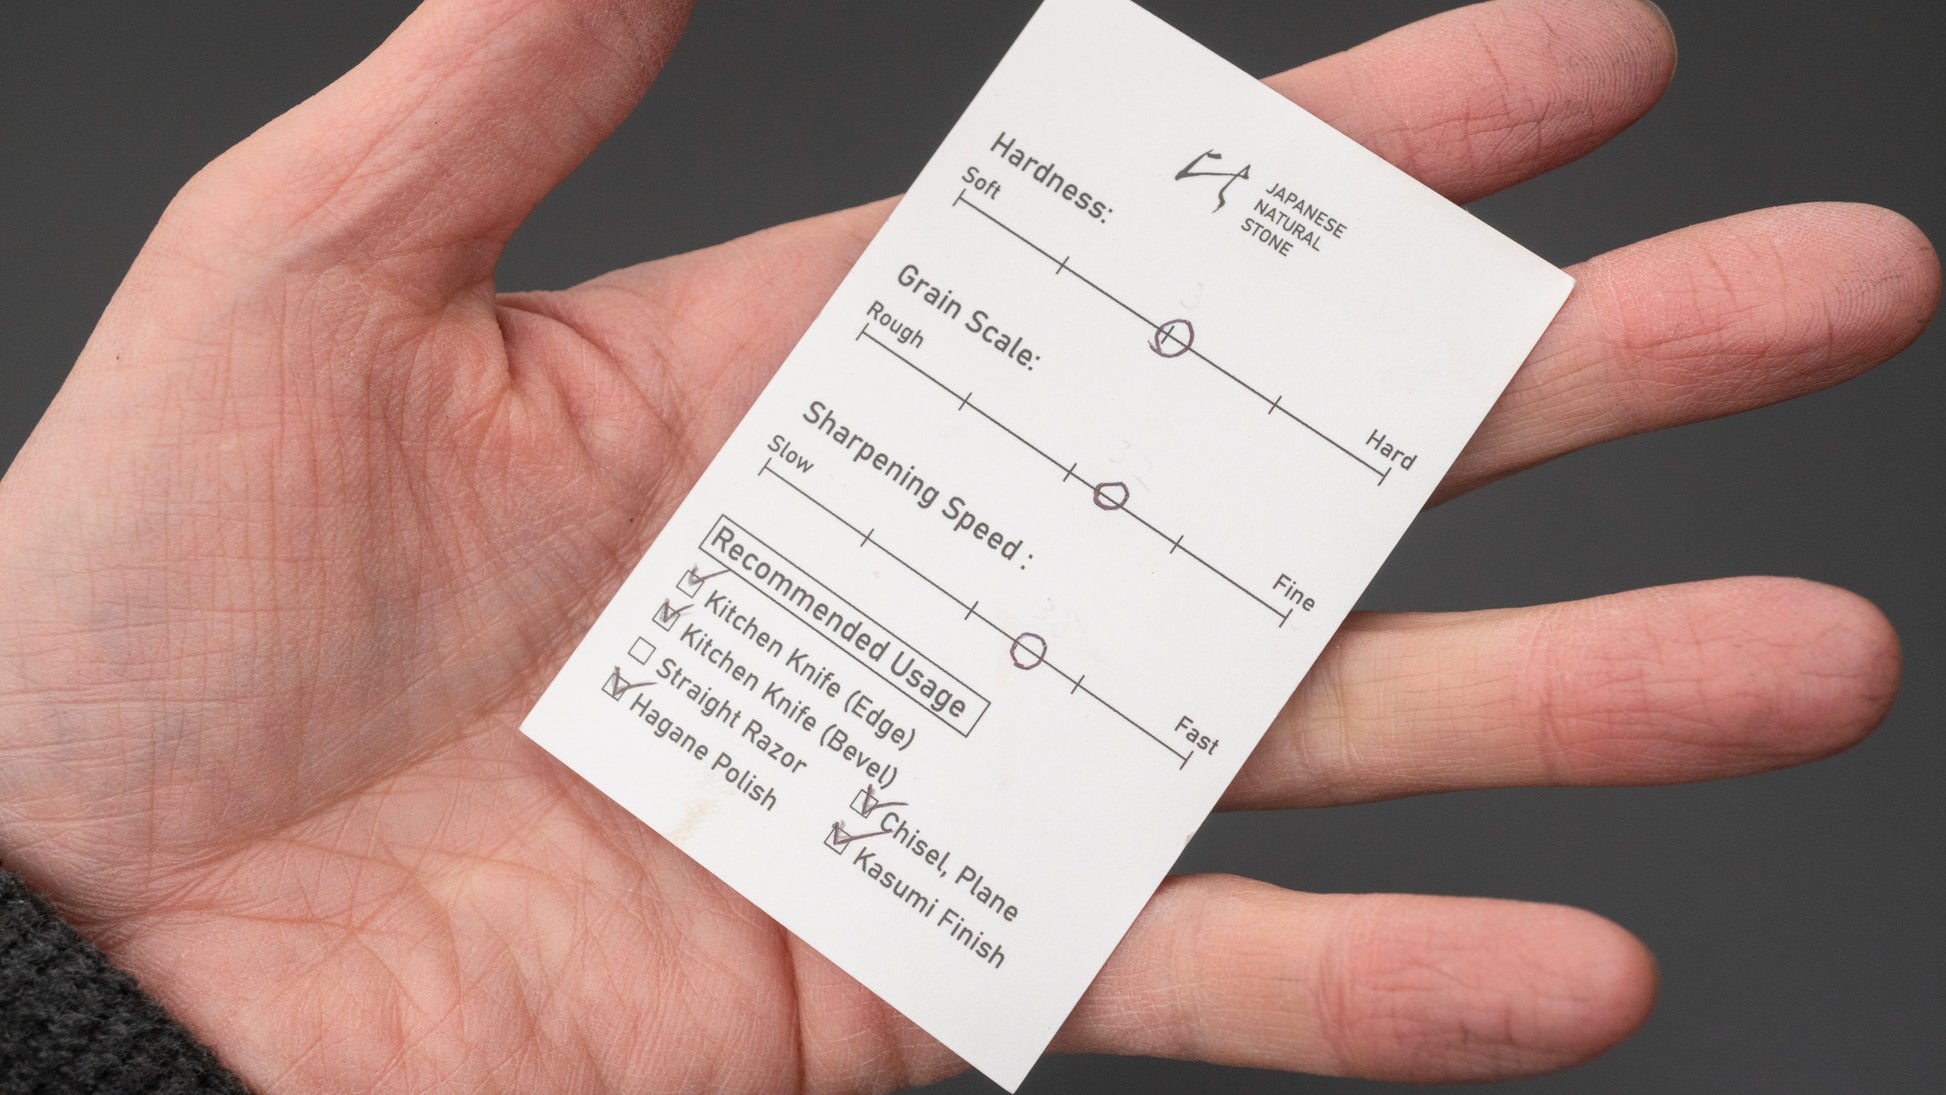 JAPANESE
NATURAL
STONE
Hardness:
Soft
Hard
Grain Scale:
Rough
Fine
Sharpening Speed :
Slow
Fast
Recommended Usage
Kitchen Knife (Edge)
Kitchen Knife (Bevel)
Straight Razor
Chisel, Plane
Hagane Polish
Kasumi Finish